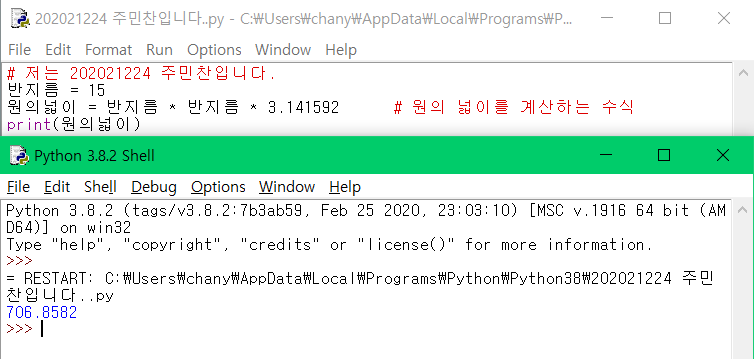 202021224 주민찬입니다..py - C:₩Users₩chany₩AppData₩Local₩Programs₩P...
File Edit Format Run Options Window Help
# 저는 202021224 주민찬입니다.
반지름 = 15
원의넓이 = 반지름 * 반지름 * 3.141592 # 원의 넓이를 계산하는 수식
print(원의넓이)
Python 3.8.2 Shell
File Edit Shell Debug Options Window Help
Python 3.8.2 (tags/v3.8.2:7b3ab59, Feb 25 2020, 23:03:10) [MSC v.1916 64 bit (AM
D64)] on win32
Type "help", "copyright", "credits" or "license()" for more information.
>>>
= RESTART: C:₩Users₩chany₩AppData₩Local₩Programs₩Python₩Python38₩202021224 주민
찬입니다..py
706.8582
>>>